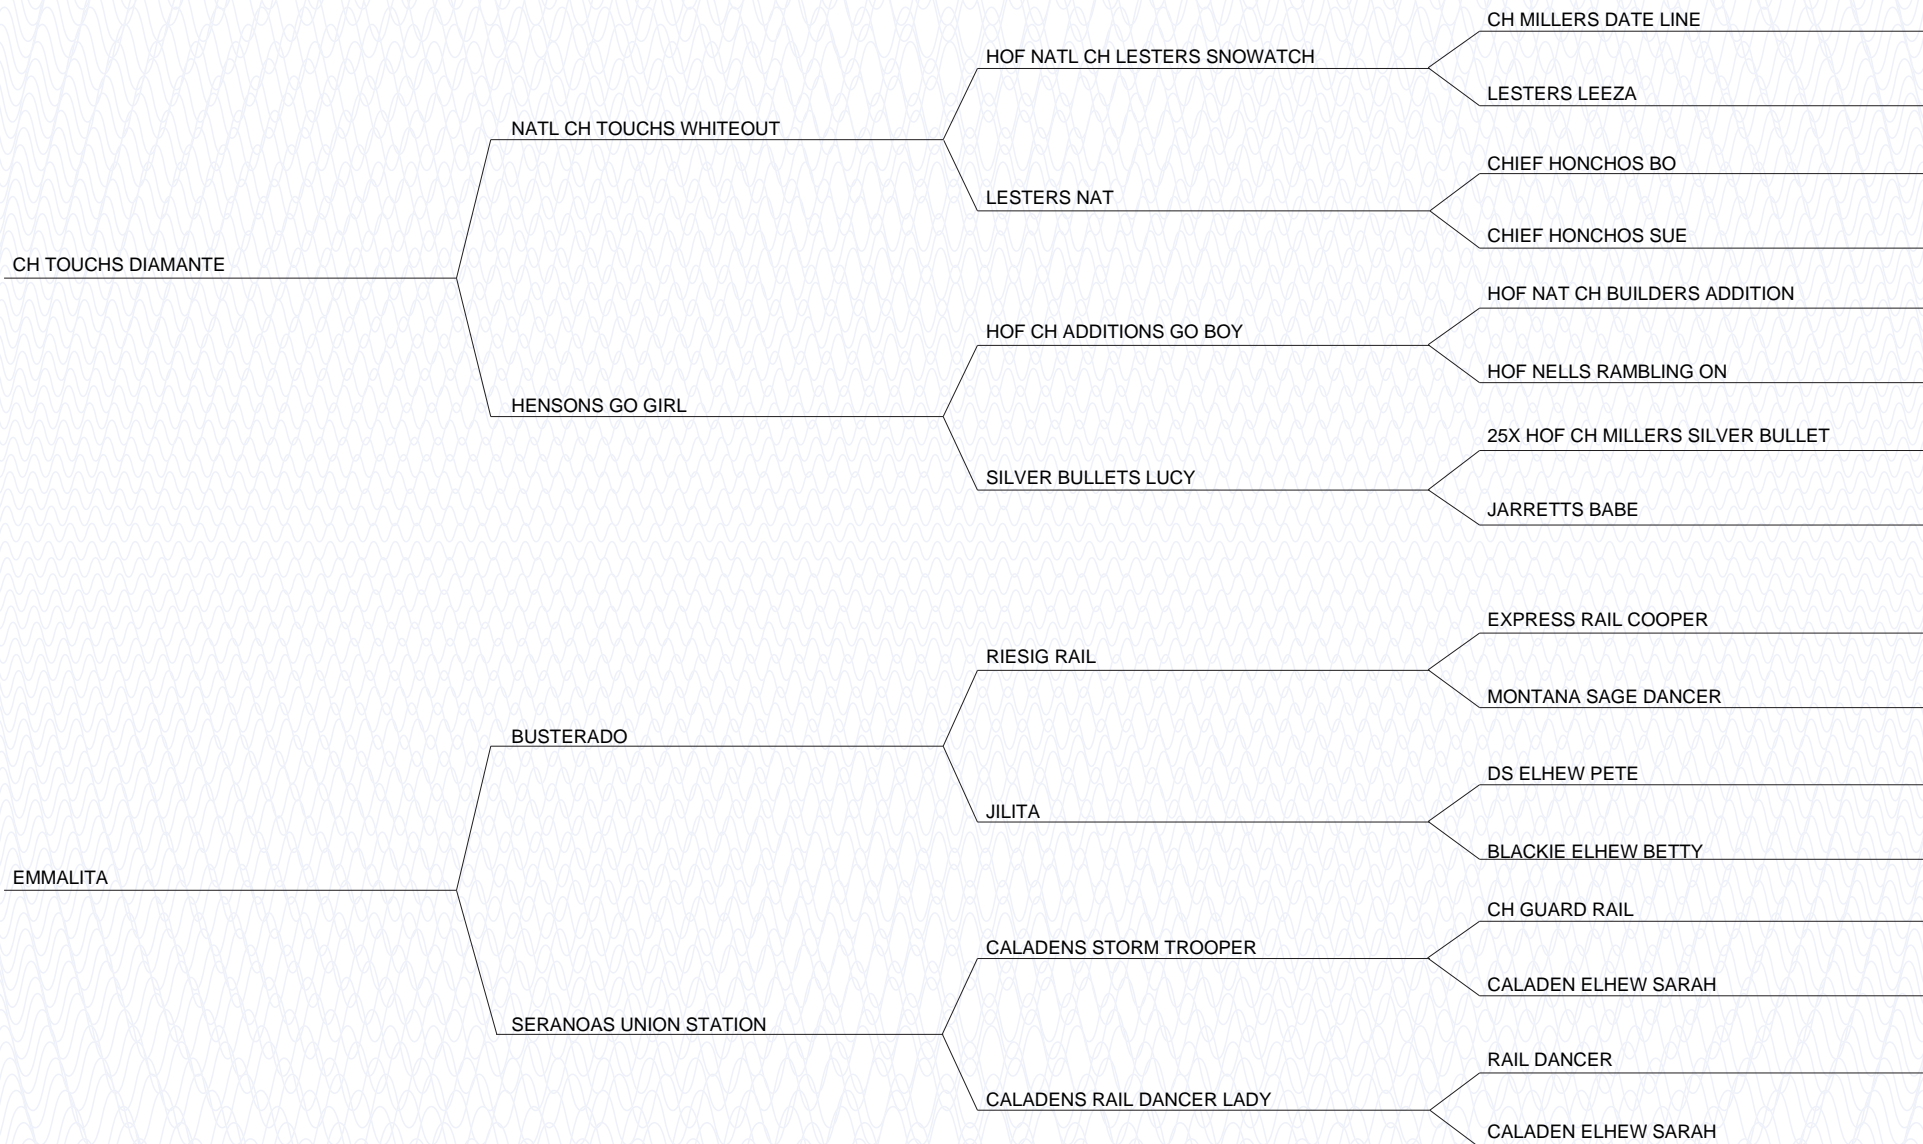 CH MILLERS DATE LINE
HOF NATL CH LESTERS SNOWATCH
LESTERS LEEZA
NATL CH TOUCHS WHITEOUT
CHIEF HONCHOS BO
LESTERS NAT
CHIEF HONCHOS SUE
CH TOUCHS DIAMANTE
HOF NAT CH BUILDERS ADDITION
HOF CH ADDITIONS GO BOY
HOF NELLS RAMBLING ON
HENSONS GO GIRL
25X HOF CH MILLERS SILVER BULLET
SILVER BULLETS LUCY
JARRETTS BABE
EXPRESS RAIL COOPER
RIESIG RAIL
MONTANA SAGE DANCER
BUSTERADO
DS ELHEW PETE
JILITA
BLACKIE ELHEW BETTY
EMMALITA
CH GUARD RAIL
CALADENS STORM TROOPER
CALADEN ELHEW SARAH
SERANOAS UNION STATION
RAIL DANCER
CALADENS RAIL DANCER LADY
CALADEN ELHEW SARAH